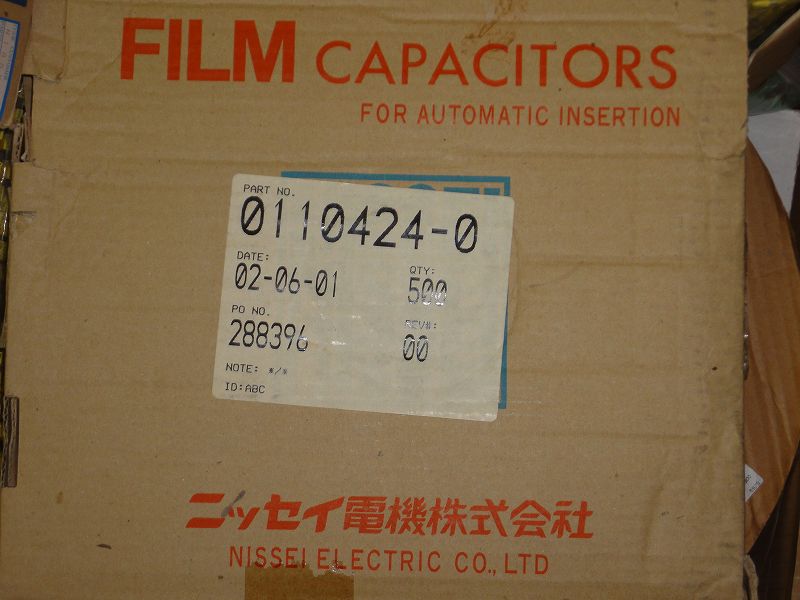 FILM CAPACITORS
FOR AUTOMATIC INSERTION
PART NO.
0110424-0
DATE:
02-06-01
QTY:
500
PO NO.
288396
REV#:
00
NOTE: */*
ID:ABC
ニッセイ電機株式会社
NISSEI ELECTRIC CO., LTD